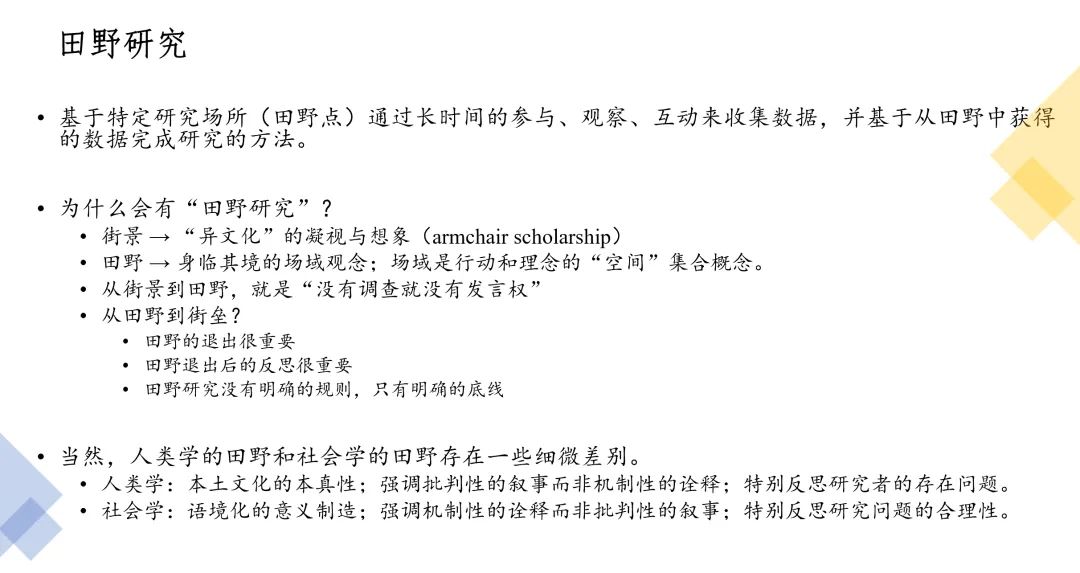 田野研究
• 基于特定研究场所（田野点）通过长时间的参与、观察、互动来收集数据，并基于从田野中获得
的数据完成研究的方法。
• 为什么会有“田野研究”？
• 街景 → “异文化”的凝视与想象（armchair scholarship）
• 田野 → 身临其境的场域观念；场域是行动和理念的“空间”集合概念。
• 从街景到田野，就是“没有调查就没有发言权”
• 从田野到街垒？
• 田野的退出很重要
• 田野退出后的反思很重要
• 田野研究没有明确的规则，只有明确的底线
• 当然，人类学的田野和社会学的田野存在一些细微差别。
• 人类学：本土文化的本真性；强调批判性的叙事而非机制性的诠释；特别反思研究者的存在问题。
• 社会学：语境化的意义制造；强调机制性的诠释而非批判性的叙事；特别反思研究问题的合理性。